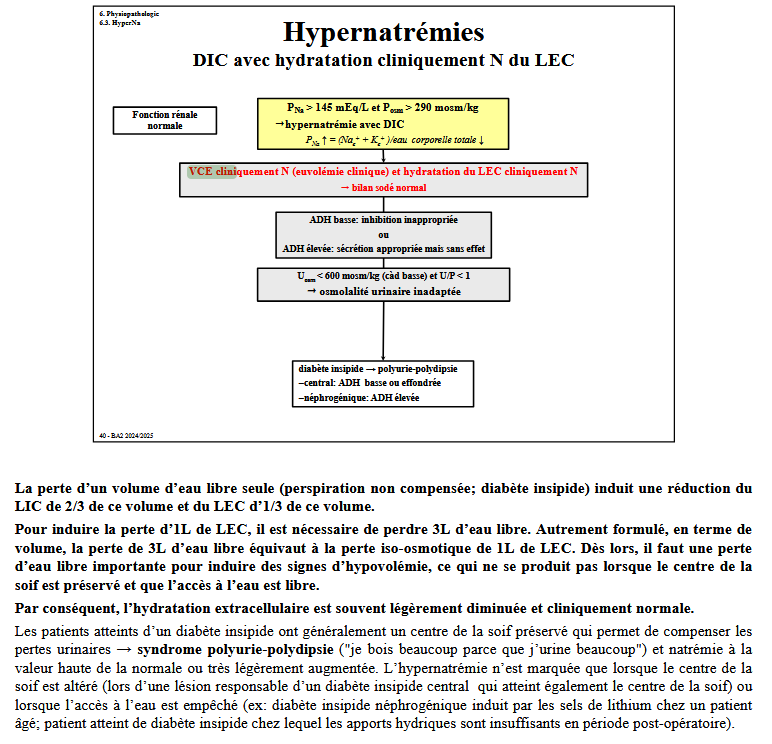 6. Physiopathologie
6.3. HyperNa
Hypernatrémies
DIC avec hydratation cliniquement N du LEC
Fonction rénale
normale
PNa > 145 mEq/L et Posm > 290 mosm/kg
→hypernatrémie avec DIC
PNa ↑ = (Nae+ + Ke+ )/eau corporelle totale ↓
VCE cliniquement N (euvolémie clinique) et hydratation du LEC cliniquement N
→ bilan sodé normal
ADH basse: inhibition inappropriée
ou
ADH élevée: sécrétion appropriée mais sans effet
Uosm < 600 mosm/kg (càd basse) et U/P < 1
→ osmolalité urinaire inadaptée
diabète insipide → polyurie-polydipsie
–central: ADH basse ou effondrée
–néphrogénique: ADH élevée
40 - BA2 2024/2025
La perte d’un volume d’eau libre seule (perspiration non compensée; diabète insipide) induit une réduction du
LIC de 2/3 de ce volume et du LEC d’1/3 de ce volume.
Pour induire la perte d’1L de LEC, il est nécessaire de perdre 3L d’eau libre. Autrement formulé, en terme de
volume, la perte de 3L d’eau libre équivaut à la perte iso-osmotique de 1L de LEC. Dès lors, il faut une perte
d’eau libre importante pour induire des signes d’hypovolémie, ce qui ne se produit pas lorsque le centre de la
soif est préservé et que l’accès à l’eau est libre.
Par conséquent, l’hydratation extracellulaire est souvent légèrement diminuée et cliniquement normale.
Les patients atteints d’un diabète insipide ont généralement un centre de la soif préservé qui permet de compenser les
pertes urinaires → syndrome polyurie-polydipsie ("je bois beaucoup parce que j’urine beaucoup") et natrémie à la
valeur haute de la normale ou très légèrement augmentée. L’hypernatrémie n’est marquée que lorsque le centre de la
soif est altéré (lors d’une lésion responsable d’un diabète insipide central qui atteint également le centre de la soif) ou
lorsque l’accès à l’eau est empêché (ex: diabète insipide néphrogénique induit par les sels de lithium chez un patient
âgé; patient atteint de diabète insipide chez lequel les apports hydriques sont insuffisants en période post-opératoire).